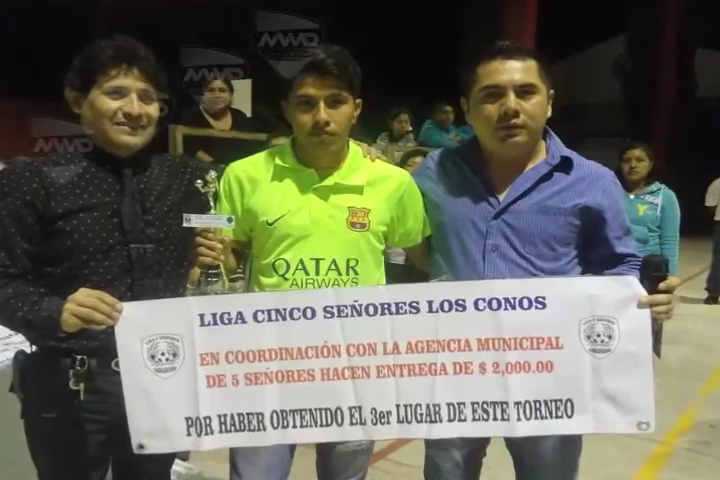 MWD
MWD
MWD
QATAR
AIRWAYS
LIGA CINCO SEÑORES LOS CONOS
EN COORDINACIÓN CON LA AGENCIA MUNICIPAL
DE 5 SEÑORES HACEN ENTREGA DE $ 2,000.00
POR HABER OBTENIDO EL 3er LUGAR DE ESTE TORNEO